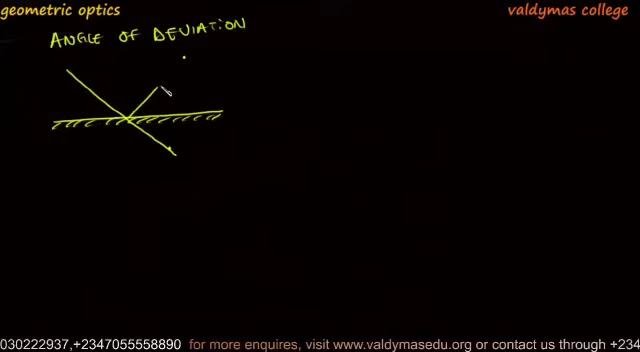 geometric optics
valdymas college
ANGLE OF DEVIATION
030222937,+2347055558890 for more enquires, visit www.valdymasedu.org or contact us through +234